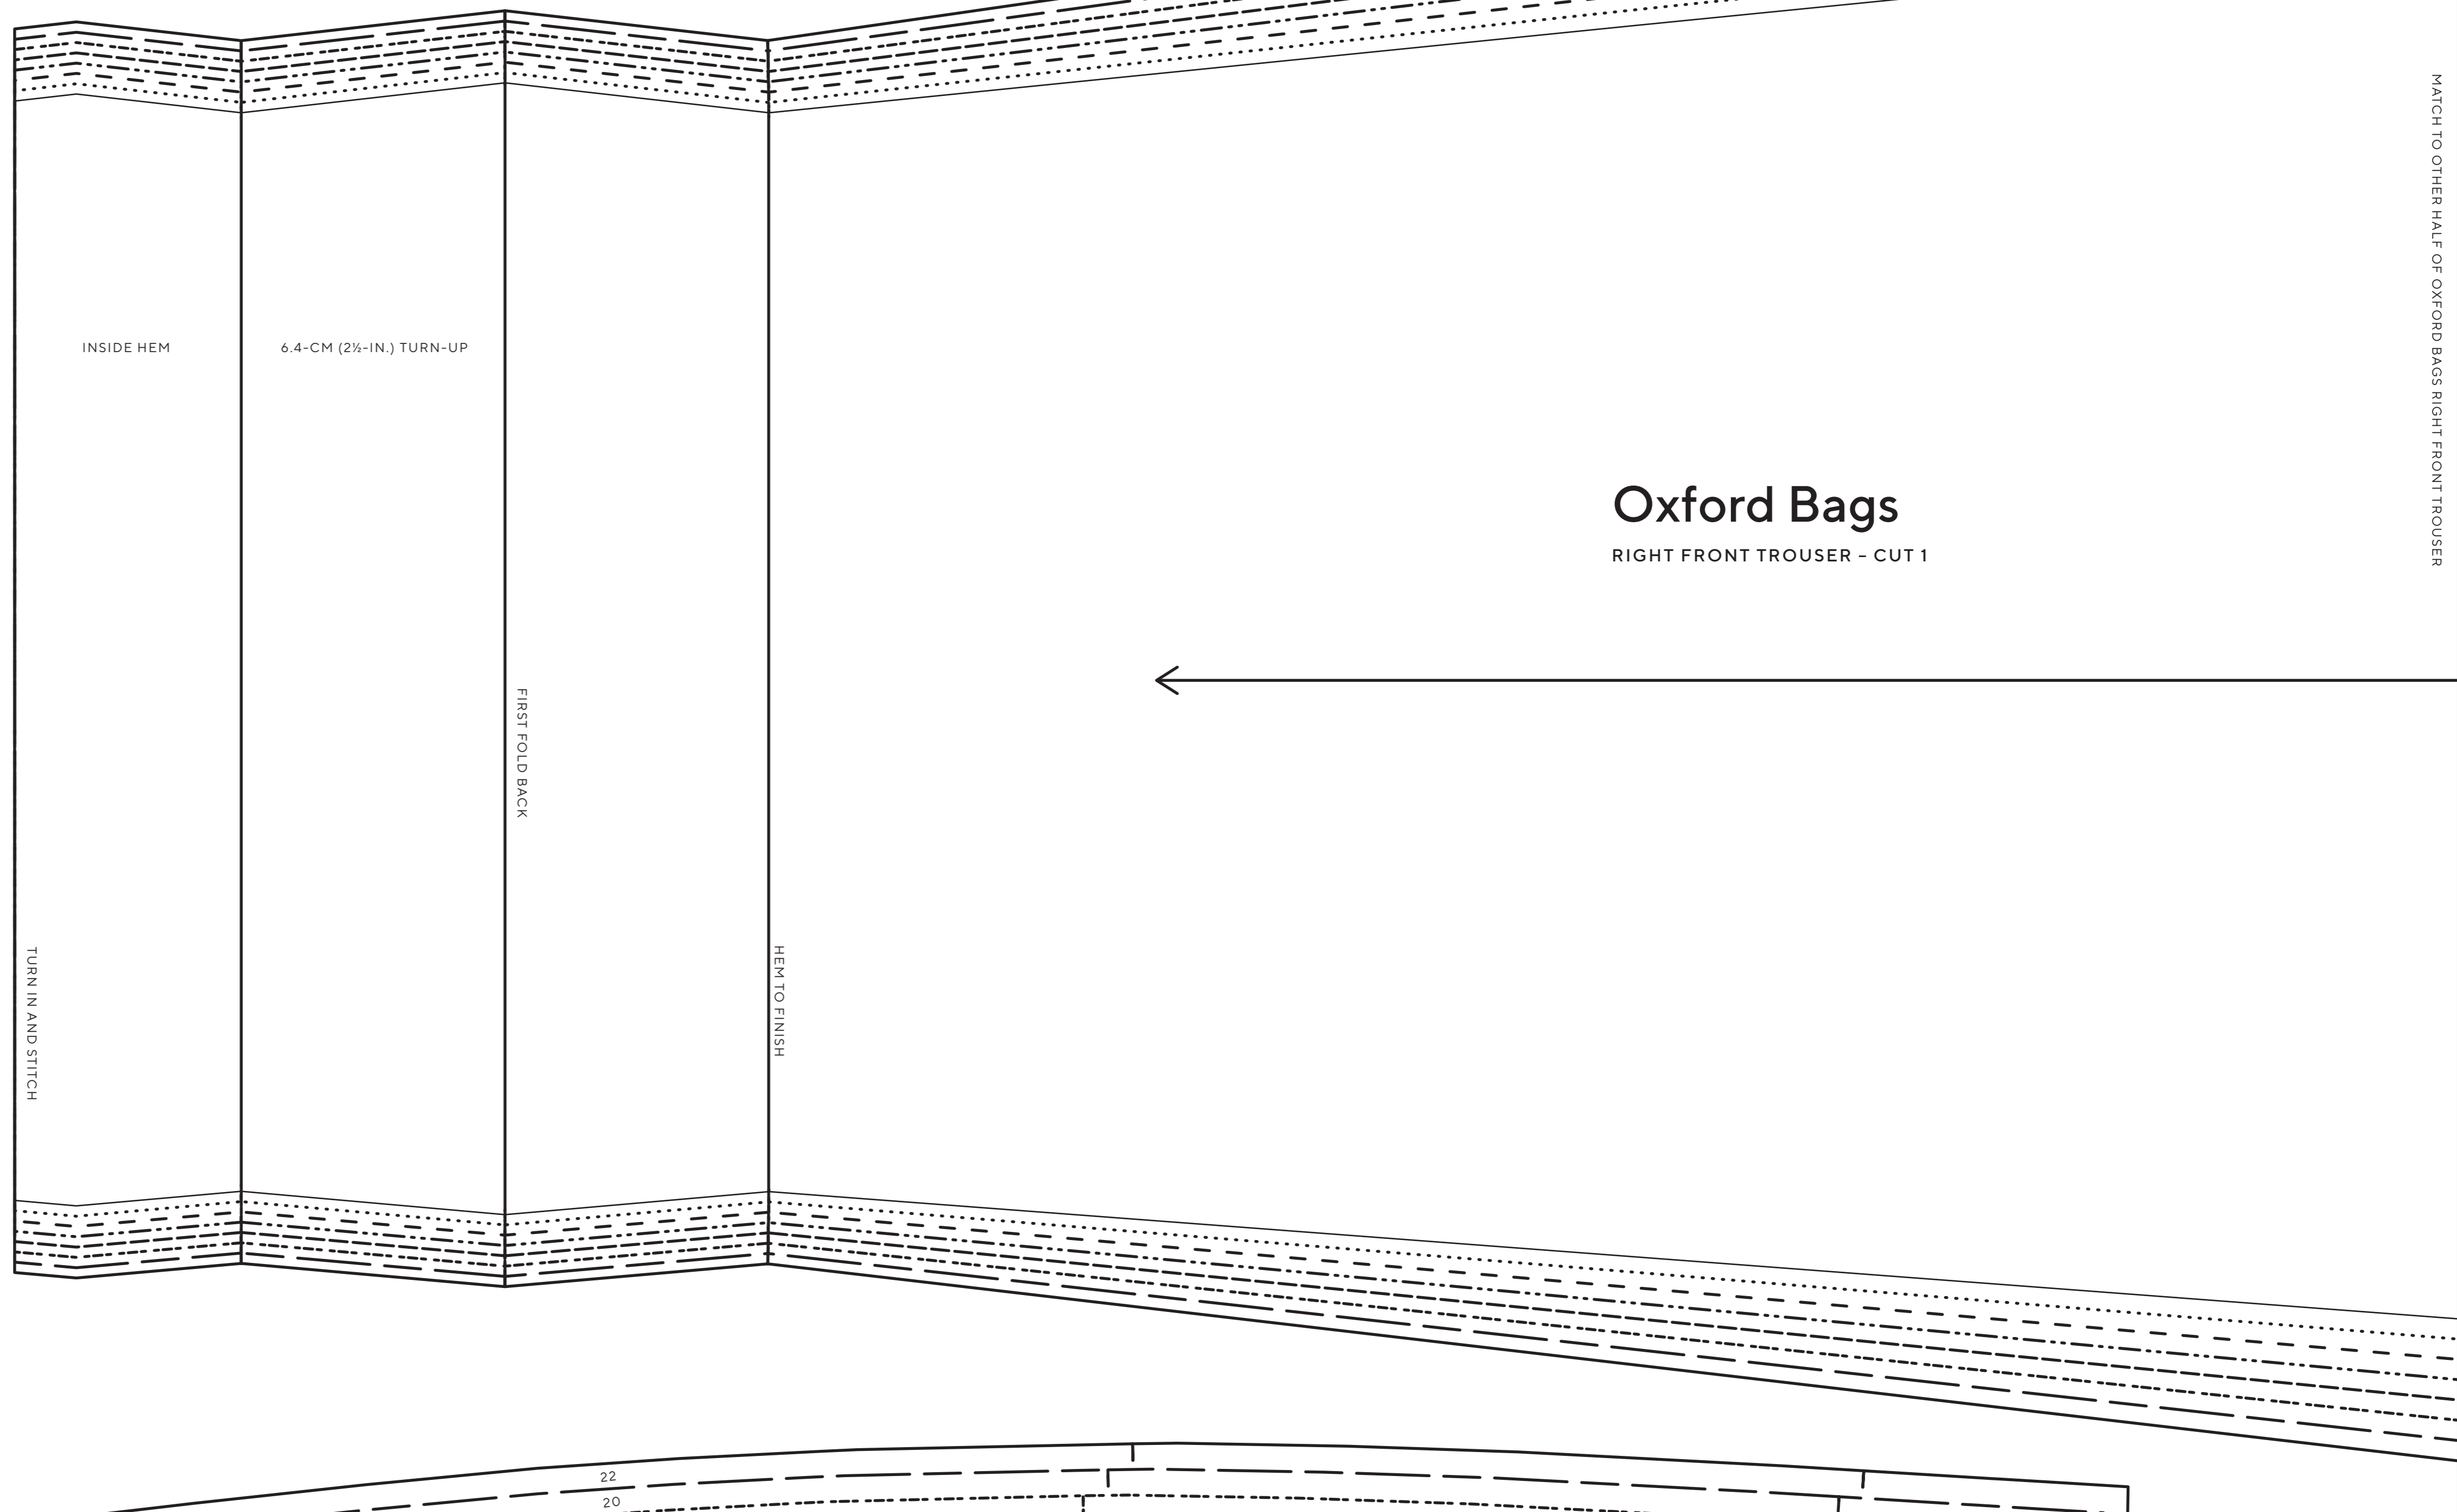 INSIDE HEM
6.4-CM (2½-IN.) TURN-UP
MATCH TO OTHER HALF OF OXFORD BAGS RIGHT FRONT TROUSER
Oxford Bags
RIGHT FRONT TROUSER – CUT 1
FIRST FOLD BACK
TURN IN AND STITCH
HEM TO FINISH
22
20